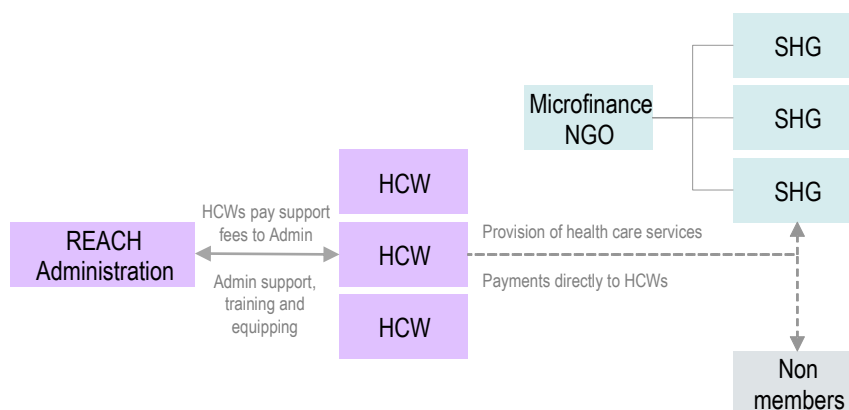 SHG
Microfinance
NGO
SHG
SHG
HCW
HCWs pay support
fees to Admin
REACH
Administration
HCW
Provision of health care services
Payments directly to HCWs
Admin support,
training and
equipping
HCW
Non
members